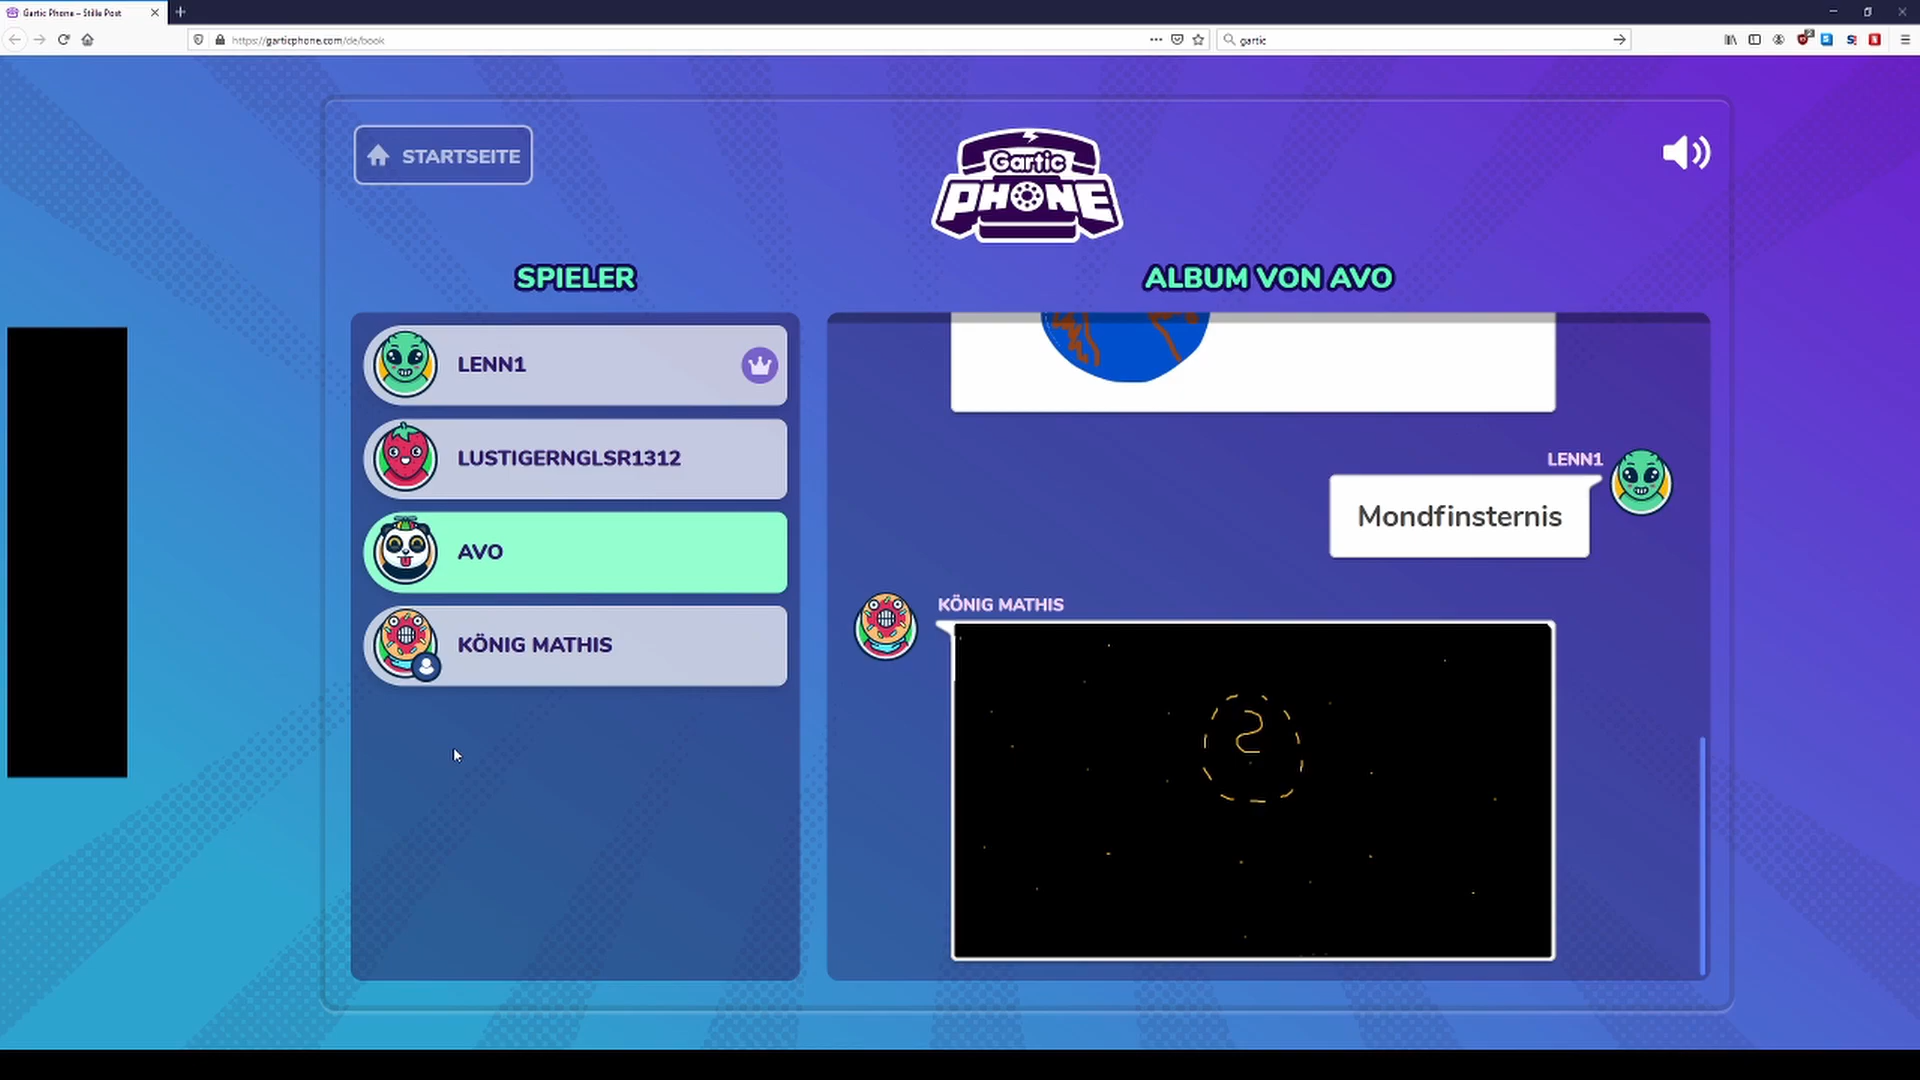 Gartic Phone – Stille Post
https://garticphone.com/de/book
gartic
STARTSEITE
Gartic
PHONE
SPIELER
ALBUM VON AVO
LENN1
LUSTIGERNGLSR1312
AVO
KÖNIG MATHIS
LENN1
Mondfinsternis
KÖNIG MATHIS